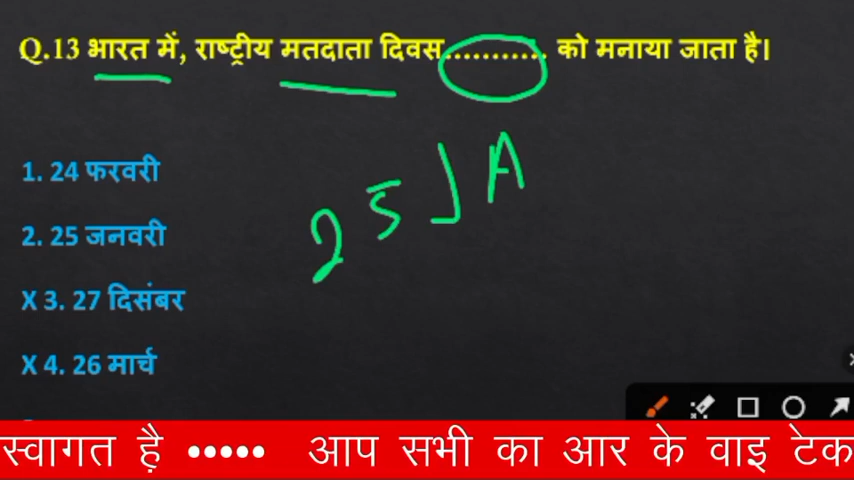 Q.13 भारत में, राष्ट्रीय मतदाता दिवस............ को मनाया जाता है।
1. 24 फरवरी
25 JA
2. 25 जनवरी
X 3. 27 दिसंबर
X 4. 26 मार्च
स्वागत है ••••• आप सभी का आर के वाइ टेक